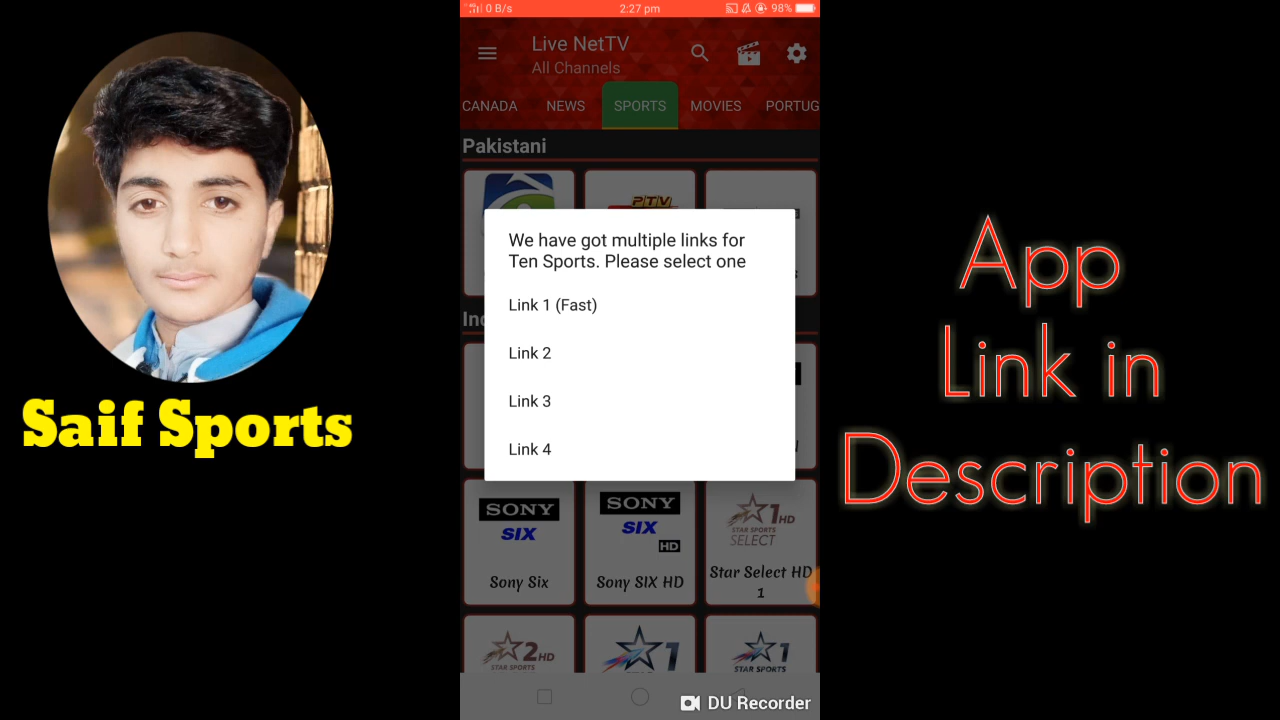 0 B/s 2:27 pm 98%
Live NetTV
All Channels
CANADA NEWS SPORTS MOVIES PORTUG
Pakistani
PTV
We have got multiple links for
Ten Sports. Please select one
Link 1 (Fast)
Link 2
Link 3
Link 4
SONY
SIX
Sony Six
SONY
SIX
HD
Sony SIX HD
1HD
STAR SPORTS
SELECT
Star Select HD
1
2HD
STAR SPORTS
1
1
STAR SPORTS
DU Recorder
Saif Sports
App
Link in
Description